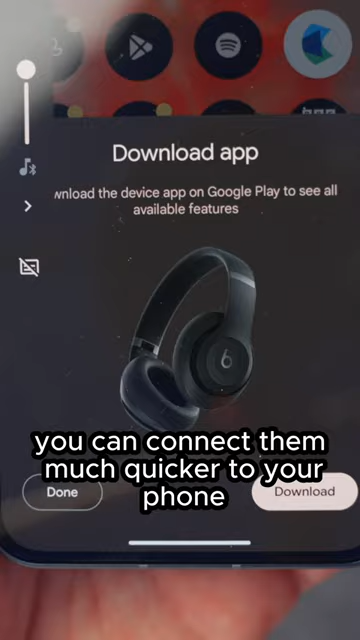 Download app
wnload the device app on Google Play to see all
available features
b
you can connect them
much quicker to your
phone
Done
Download